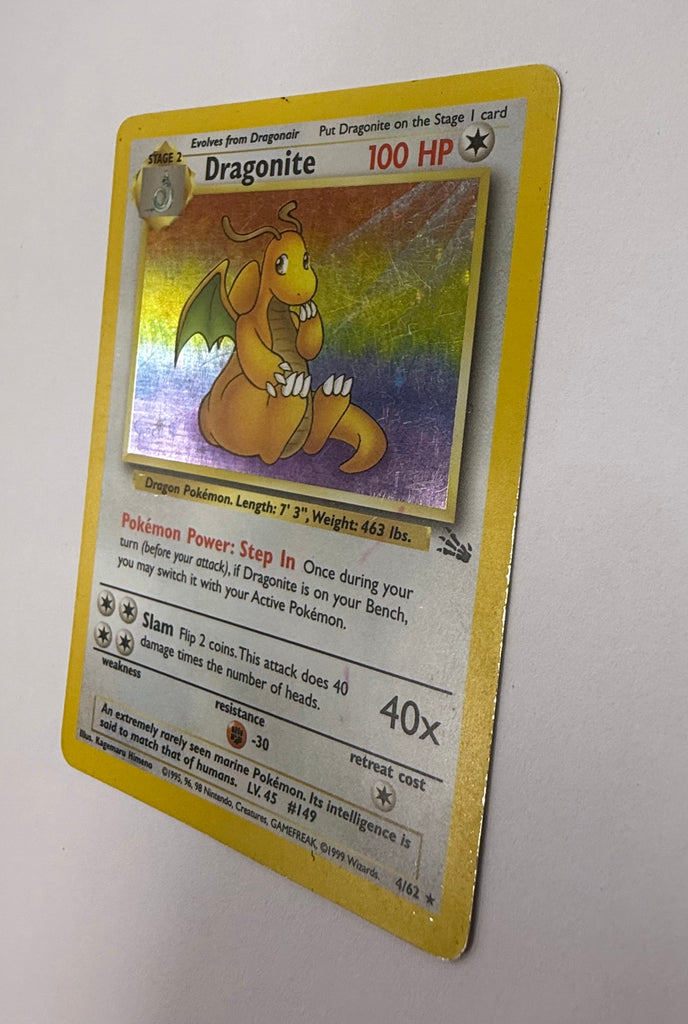 Evolves from Dragonair Put Dragonite on the Stage 1 card
STAGE 2 Dragonite 100 HP
Dragon Pokémon. Length: 7' 3", Weight: 463 lbs.
Pokémon Power: Step In Once during your
turn (before your attack), if Dragonite is on your Bench,
you may switch it with your Active Pokémon.
Slam Flip 2 coins. This attack does 40
damage times the number of heads.
40x
weakness
resistance
-30
retreat cost
An extremely rarely seen marine Pokémon. Its intelligence is
said to match that of humans. LV. 45 #149
Illus. Kagemaru Himeno ©1995, 96, 98 Nintendo, Creatures, GAMEFREAK. ©1999 Wizards. 4/62